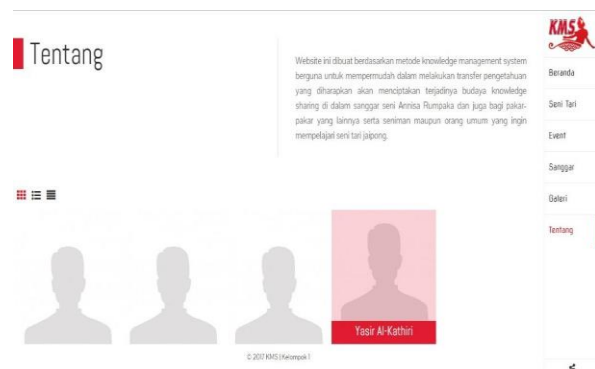 Tentang
Website ini dibuat berdasarkan metode knowledge management system
berguna untuk mempermudah dalam melakukan transfer pengetahuan
yang diharapkan akan menciptakan terjadinya budaya knowledge
sharing di dalam sanggar seni Annisa Rumpaka dan juga bagi pakar-
pakar yang lainnya serta seniman maupun orang umum yang ingin
mempelajari seni tari jaipong.
KMS
Beranda
Seni Tari
Event
Sanggar
Galeri
Tentang
Yasir Al-Kathiri
© 2017 KMS | Kelompok 1